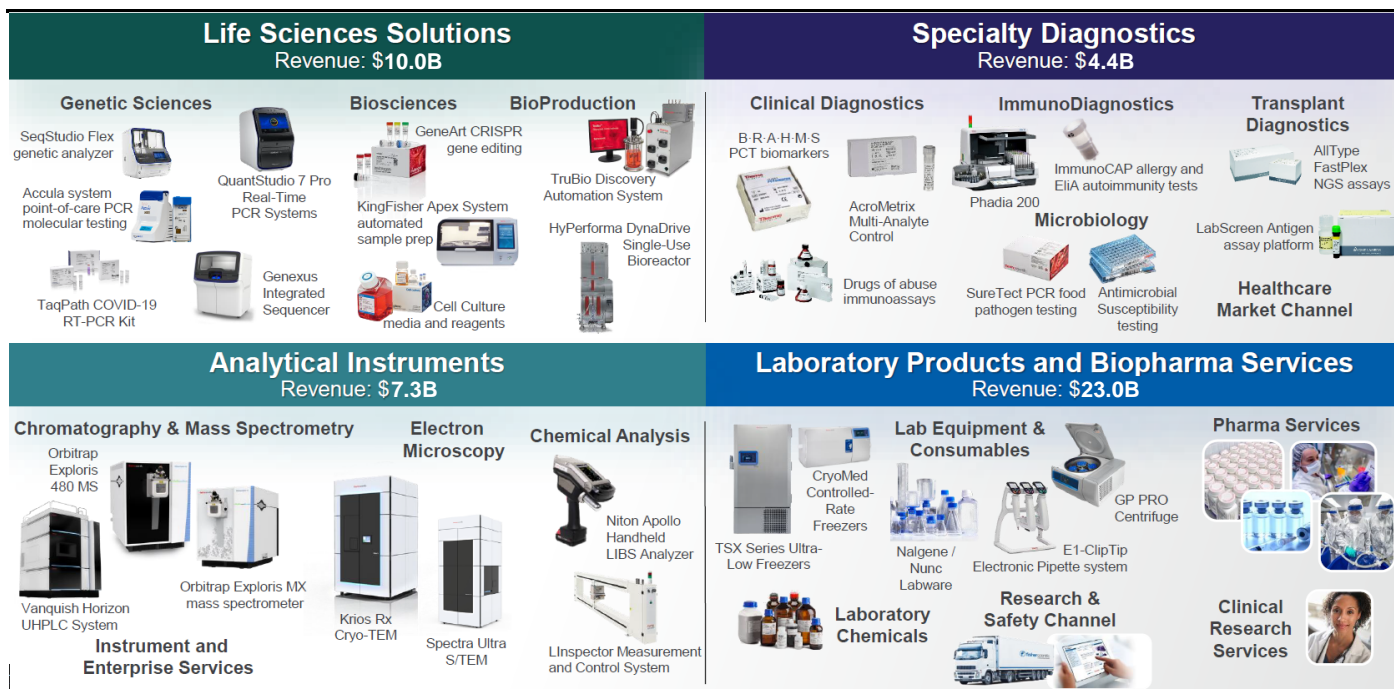 Life Sciences Solutions
Revenue: $10.0B
Genetic Sciences
SeqStudio Flex
genetic analyzer
QuantStudio 7 Pro
Real-Time
PCR Systems
Accula system
point-of-care PCR
molecular testing
TaqPath COVID-19
RT-PCR Kit
Genexus
Integrated
Sequencer
Biosciences
GeneArt CRISPR
gene editing
KingFisher Apex System
automated
sample prep
Cell Culture
media and reagents
BioProduction
TruBio Discovery
Automation System
HyPerforma DynaDrive
Single-Use
Bioreactor
Specialty Diagnostics
Revenue: $4.4B
Clinical Diagnostics
B·R·A·H·M·S
PCT biomarkers
AcroMetrix
Multi-Analyte
Control
Drugs of abuse
immunoassays
ImmunoDiagnostics
ImmunoCAP allergy and
EliA autoimmunity tests
Phadia 200
Microbiology
SureTect PCR food
pathogen testing
Antimicrobial
Susceptibility
testing
Transplant
Diagnostics
AllType
FastPlex
NGS assays
LabScreen Antigen
assay platform
Healthcare
Market Channel
Analytical Instruments
Revenue: $7.3B
Chromatography & Mass Spectrometry
Orbitrap
Exploris
480 MS
Vanquish Horizon
UHPLC System
Orbitrap Exploris MX
mass spectrometer
Instrument and
Enterprise Services
Electron
Microscopy
Krios Rx
Cryo-TEM
Spectra Ultra
S/TEM
Chemical Analysis
Niton Apollo
Handheld
LIBS Analyzer
LInspector Measurement
and Control System
Laboratory Products and Biopharma Services
Revenue: $23.0B
TSX Series Ultra-
Low Freezers
CryoMed
Controlled-
Rate
Freezers
Lab Equipment &
Consumables
Nalgene /
Nunc
Labware
E1-ClipTip
Electronic Pipette system
GP PRO
Centrifuge
Laboratory
Chemicals
Research &
Safety Channel
Pharma Services
Clinical
Research
Services